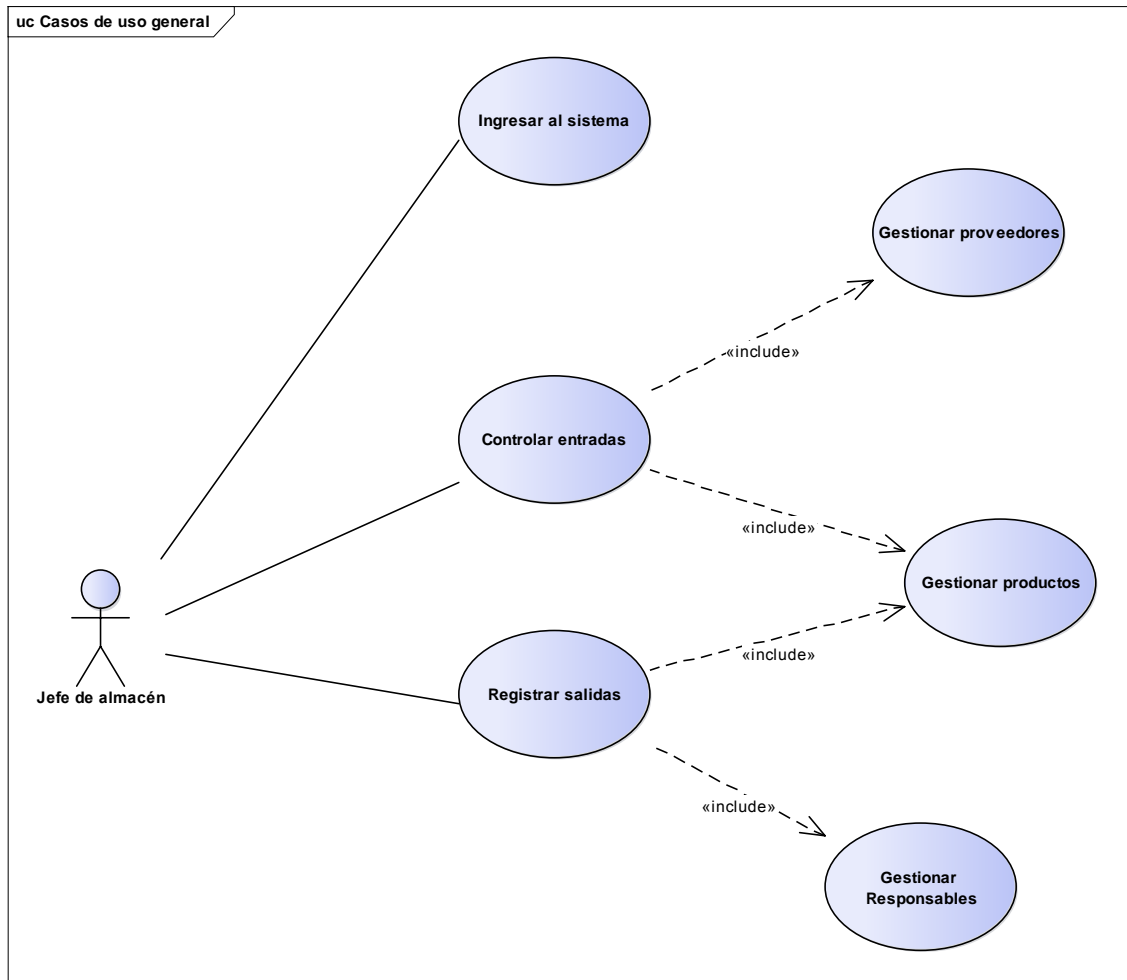 uc Casos de uso general
Ingresar al sistema
Gestionar proveedores
«include»
Controlar entradas
«include»
Gestionar productos
«include»
Registrar salidas
Jefe de almacén
«include»
Gestionar
Responsables